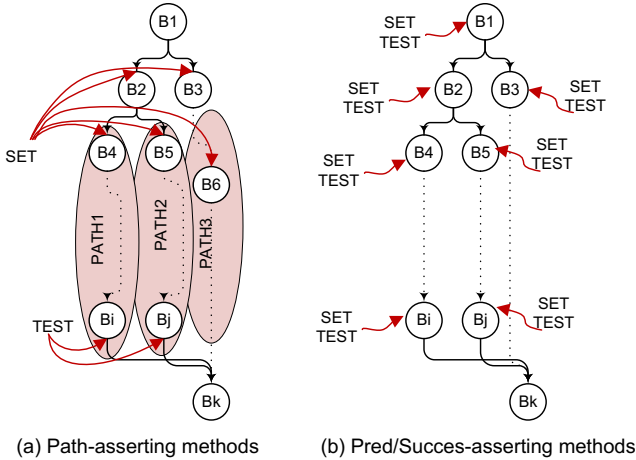 B1
B2
B3
SET
B4
B5
B6
PATH1
PATH2
PATH3
TEST
Bi
Bj
Bk
(a) Path-asserting methods
SET
TEST
B1
SET
TEST
B2
B3
SET
TEST
SET
TEST
B4
B5
SET
TEST
SET
TEST
Bi
Bj
SET
TEST
Bk
(b) Pred/Succes-asserting methods